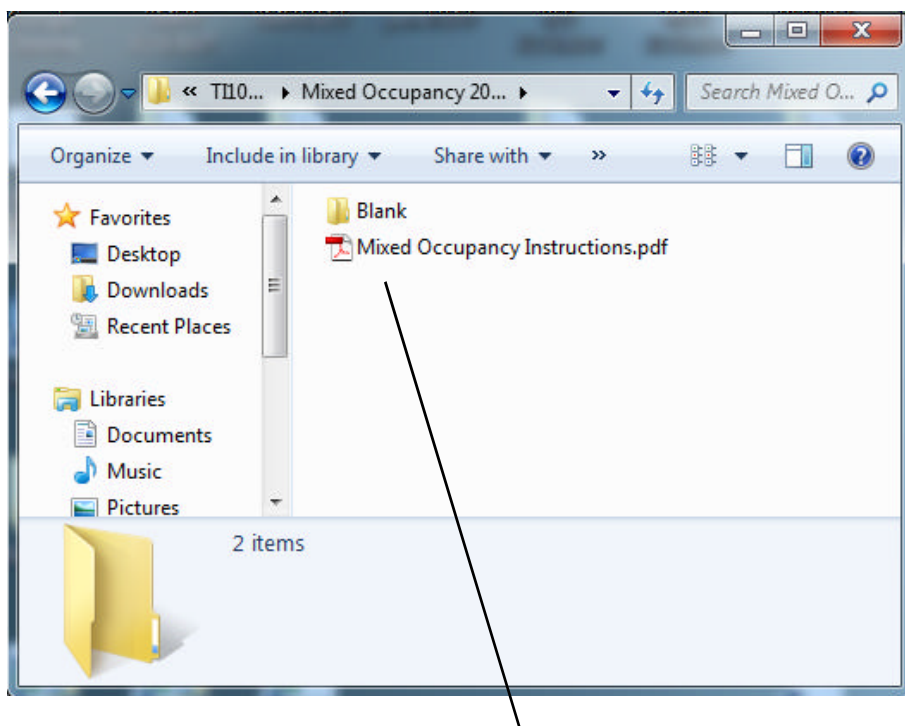 « TI10... ▸ Mixed Occupancy 20... ▸
Search Mixed O...
Organize ▾ Include in library ▾ Share with ▾ »
Favorites
Desktop
Downloads
Recent Places
Libraries
Documents
Music
Pictures
Blank
Mixed Occupancy Instructions.pdf
2 items